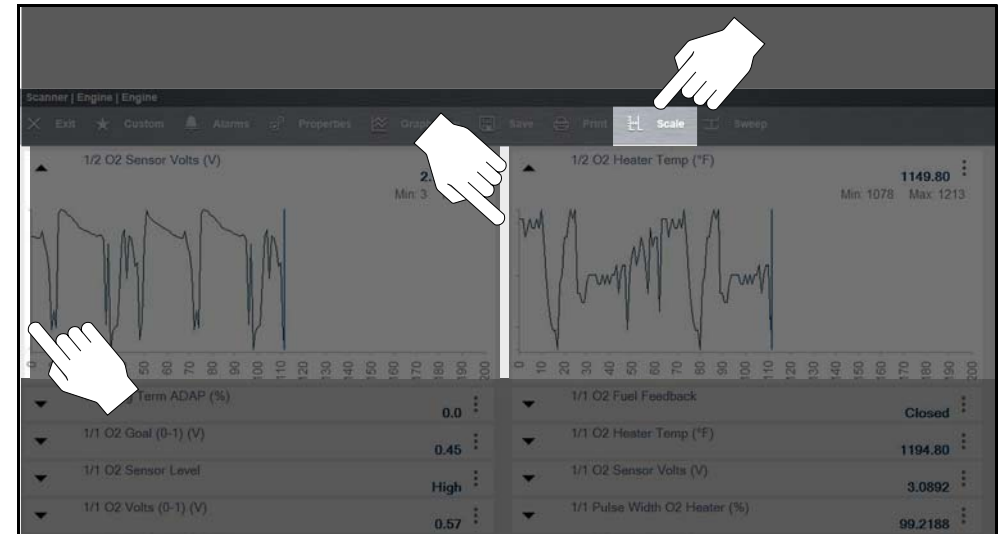 Scanner | Engine | Engine
Exit Custom Alarms Properties Save Print Scale Sweep
1/2 O2 Sensor Volts (V)
2.
Min: 3
0
50 60 70 80 90 100 110 120 130 140 150 160 170 180 190 200
1/2 O2 Heater Temp (°F)
1149.80
Min: 1078 Max: 1213
0 10 20 30 40 50 60 70 80 90 100 110 120 130 140 150 160 170 180 190 200
Term ADAP (%)
0.0
1/1 O2 Fuel Feedback
Closed
1/1 O2 Goal (0-1) (V)
0.45
1/1 O2 Heater Temp (°F)
1194.80
1/1 O2 Sensor Level
High
1/1 O2 Sensor Volts (V)
3.0892
1/1 O2 Volts (0-1) (V)
0.57
1/1 Pulse Width O2 Heater (%)
99.2188